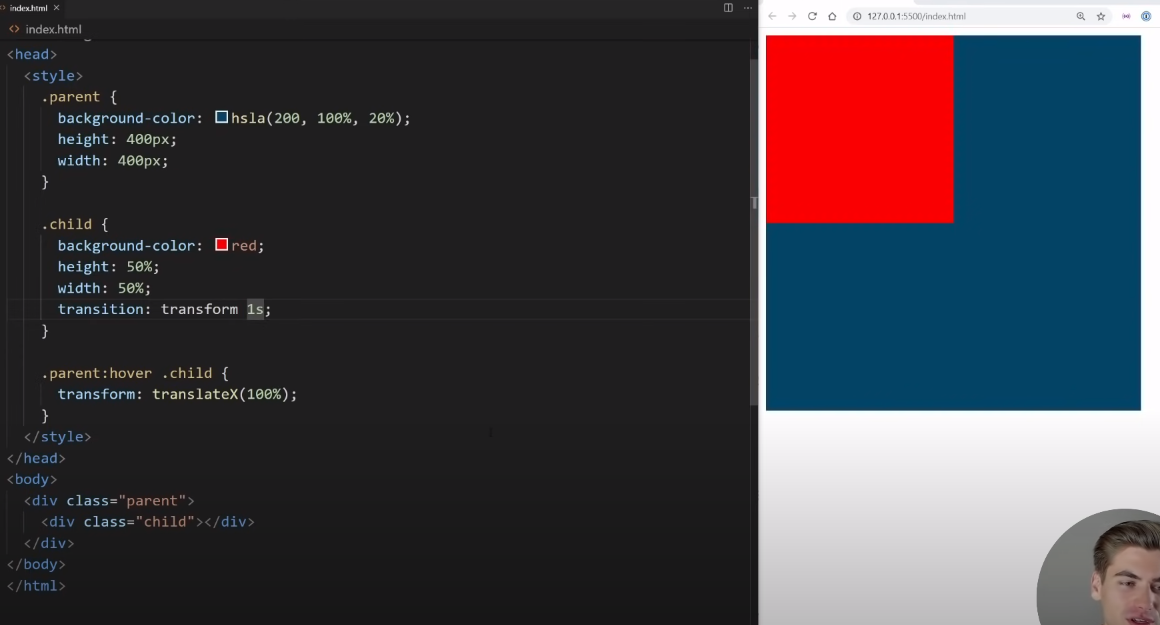 index.html
index.html
<head>
<style>
.parent {
background-color: hsla(200, 100%, 20%);
height: 400px;
width: 400px;
}
.child {
background-color: red;
height: 50%;
width: 50%;
transition: transform 1s;
}
.parent:hover .child {
transform: translateX(100%);
}
</style>
</head>
<body>
<div class="parent">
<div class="child"></div>
</div>
</body>
</html>
127.0.0.1:5500/index.html